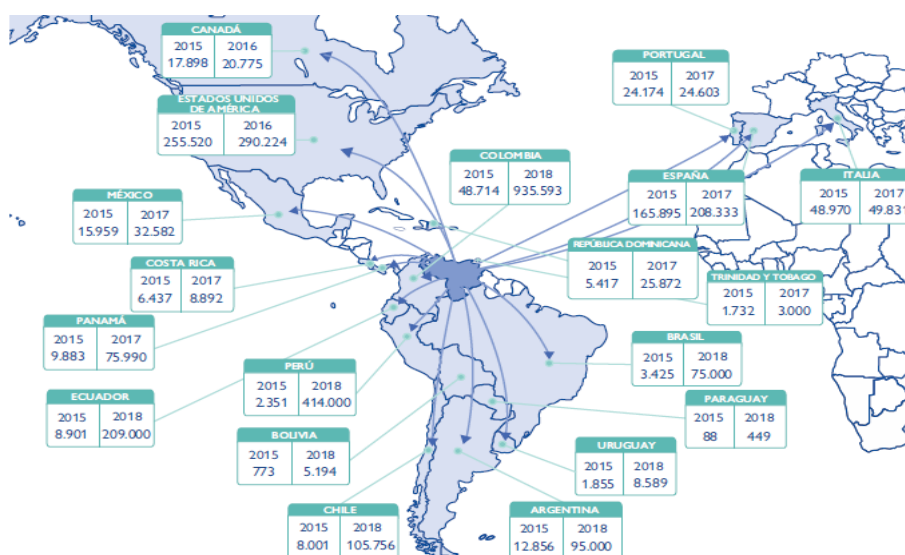 CANADÁ
2015 2016
17.898 20.775
ESTADOS UNIDOS
DE AMÉRICA
2015 2016
255.520 290.224
MÉXICO
2015 2017
15.959 32.582
COSTA RICA
2015 2017
6.437 8.892
PANAMÁ
2015 2017
9.883 75.990
ECUADOR
2015 2018
8.901 209.000
PERÚ
2015 2018
2.351 414.000
BOLIVIA
2015 2018
773 5.194
CHILE
2015 2018
8.001 105.756
COLOMBIA
2015 2018
48.714 935.593
PORTUGAL
2015 2017
24.174 24.603
ESPAÑA
2015 2017
165.895 208.333
ITALIA
2015 2017
48.970 49.831
REPÚBLICA DOMINICANA
2015 2017
5.417 25.872
TRINIDAD Y TOBAGO
2015 2017
1.732 3.000
BRASIL
2015 2018
3.425 75.000
PARAGUAY
2015 2018
88 449
URUGUAY
2015 2018
1.855 8.589
ARGENTINA
2015 2018
12.856 95.000